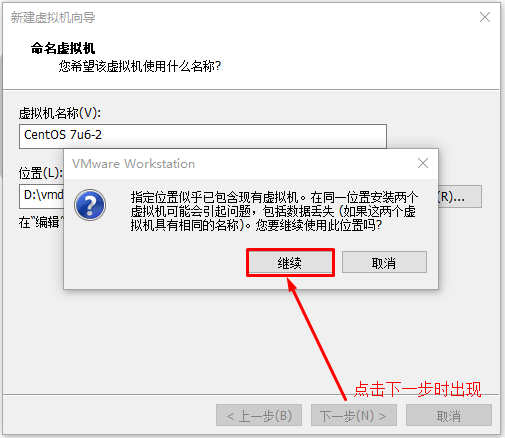 新建虚拟机向导
命名虚拟机
您希望该虚拟机使用什么名称?
虚拟机名称(V):
CentOS 7u6-2
VMware Workstation
位置(L):
D:\vmd
(R)...
在"编辑"
指定位置似乎已包含现有虚拟机。在同一位置安装两个
虚拟机可能会引起问题，包括数据丢失 (如果这两个虚
拟机具有相同的名称)。您要继续使用此位置吗?
继续
取消
点击下一步时出现
< 上一步(B)
下一步(N) >
取消